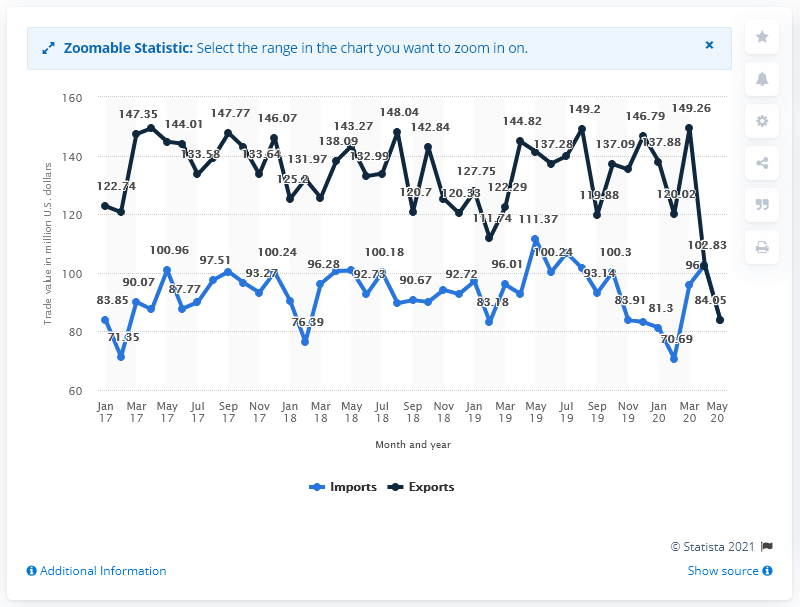 Zoomable Statistic: Select the range in the chart you want to zoom in on.
×
160
140
120
100
80
60
Trade value in million U.S. dollars
122.74
147.35
144.01
133.58
147.77
133.64
146.07
125.2
131.97
138.09
143.27
132.99
148.04
120.7
142.84
120.33
127.75
111.74
122.29
144.82
137.28
149.2
119.88
137.09
146.79
137.88
120.02
149.26
102.83
84.05
83.85
71.35
90.07
100.96
87.77
97.51
93.27
100.24
76.39
96.28
92.73
100.18
90.67
92.72
83.18
96.01
111.37
100.24
93.14
100.3
83.91
81.3
70.69
96
Jan 17
Mar 17
May 17
Jul 17
Sep 17
Nov 17
Jan 18
Mar 18
May 18
Jul 18
Sep 18
Nov 18
Jan 19
Mar 19
May 19
Jul 19
Sep 19
Nov 19
Jan 20
Mar 20
May 20
Month and year
Imports Exports
© Statista 2021
Additional Information
Show source